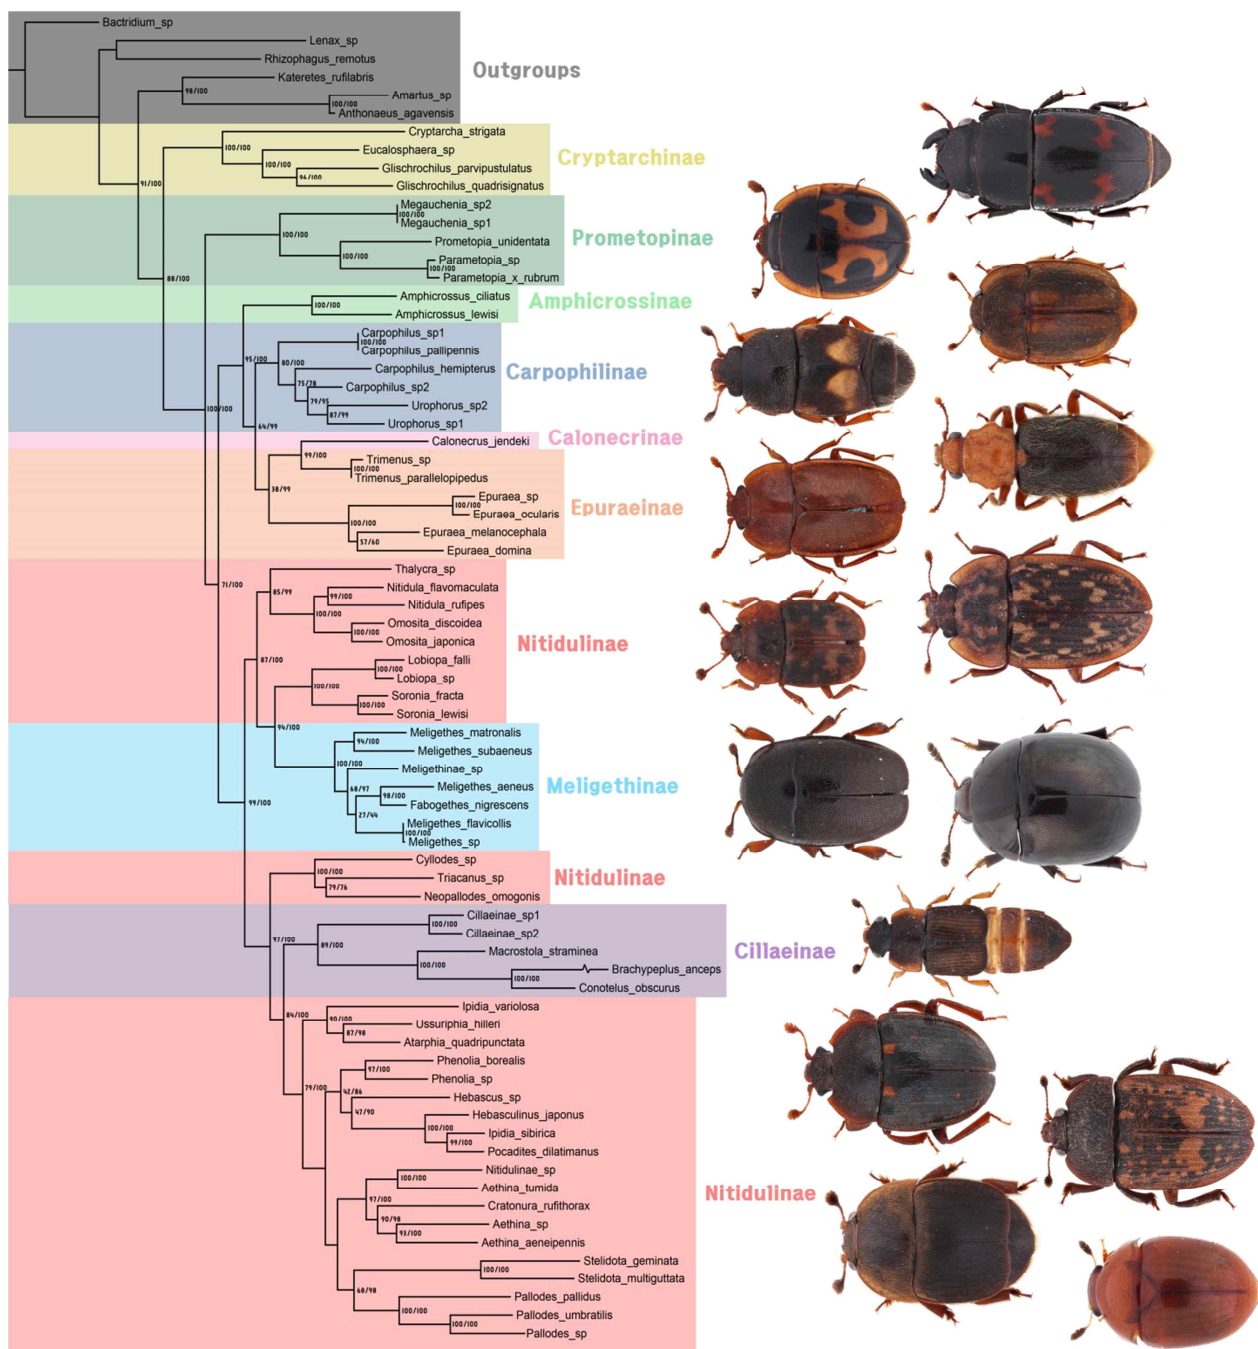 Bactridium_sp
Lenax_sp
Rhizophagus_remotus
Outgroups
Kateretes_rufilabris
98/100
Amartus_sp
100/100
Anthonaeus_agavensis
Cryptarcha_strigata
100/100
Eucalosphaera_sp
Cryptarchinae
100/100
Glischrochilus_parvipustulatus
96/100
91/100
Glischrochilus_quadrisignatus
Megauchenia_sp2
100/100
Megauchenia_sp1
100/100
Prometopia_unidentata
Prometopinae
100/100
Parametopia_sp
100/100
88/100
Parametopia_x_rubrum
Amphicrossus_ciliatus
100/100
Amphicrossinae
Amphicrossus_lewisi
Carpophilus_sp1
100/100
Carpophilus_pallipennis
95/100
80/100
Carpophilus_hemipterus
Carpophilinae
75/78
Carpophilus_sp2
79/95
Urophorus_sp2
100/100
87/99
Urophorus_sp1
64/99
Calonecrus_jendeki
Calonecrinae
99/100
Trimenus_sp
100/100
Trimenus_parallelopipedus
38/99
Epuraea_sp
100/100
Epuraea_ocularis
Epuraeinae
100/100
Epuraea_melanocephala
57/60
Epuraea_domina
Thalycra_sp
71/100
85/99
Nitidula_flavomaculata
99/100
Nitidula_rufipes
100/100
Omosita_discoidea
100/100
Omosita_japonica
Nitidulinae
87/100
Lobiopa_falli
100/100
Lobiopa_sp
100/100
Soronia_fracta
100/100
Soronia_lewisi
94/100
Meligethes_matronalis
94/100
Meligethes_subaeneus
100/100
Meligethinae_sp
Meligethinae
68/97
Meligethes_aeneus
98/100
99/100
Fabogethes_nigrescens
27/44
Meligethes_flavicollis
100/100
Meligethes_sp
Cyllodes_sp
100/100
Triacanus_sp
Nitidulinae
79/76
Neopallodes_omogonis
Cillaeinae_sp1
100/100
Cillaeinae_sp2
97/100
89/100
Macrostola_straminea
Cillaeinae
100/100
Brachypeplus_anceps
100/100
Conotelus_obscurus
Ipidia_variolosa
84/100
90/100
Ussuriphia_hilleri
87/98
Atarphia_quadripunctata
Phenolia_borealis
97/100
Phenolia_sp
79/100
42/86
Hebascus_sp
47/90
Hebasculinus_japonus
100/100
Ipidia_sibirica
99/100
Pocadites_dilatimanus
Nitidulinae_sp
100/100
Aethina_tumida
Nitidulinae
97/100
Cratonura_rufithorax
90/98
Aethina_sp
93/100
Aethina_aeneipennis
Stelidota_geminata
100/100
Stelidota_multiguttata
68/98
Pallodes_pallidus
100/100
Pallodes_umbratilis
100/100
Pallodes_sp